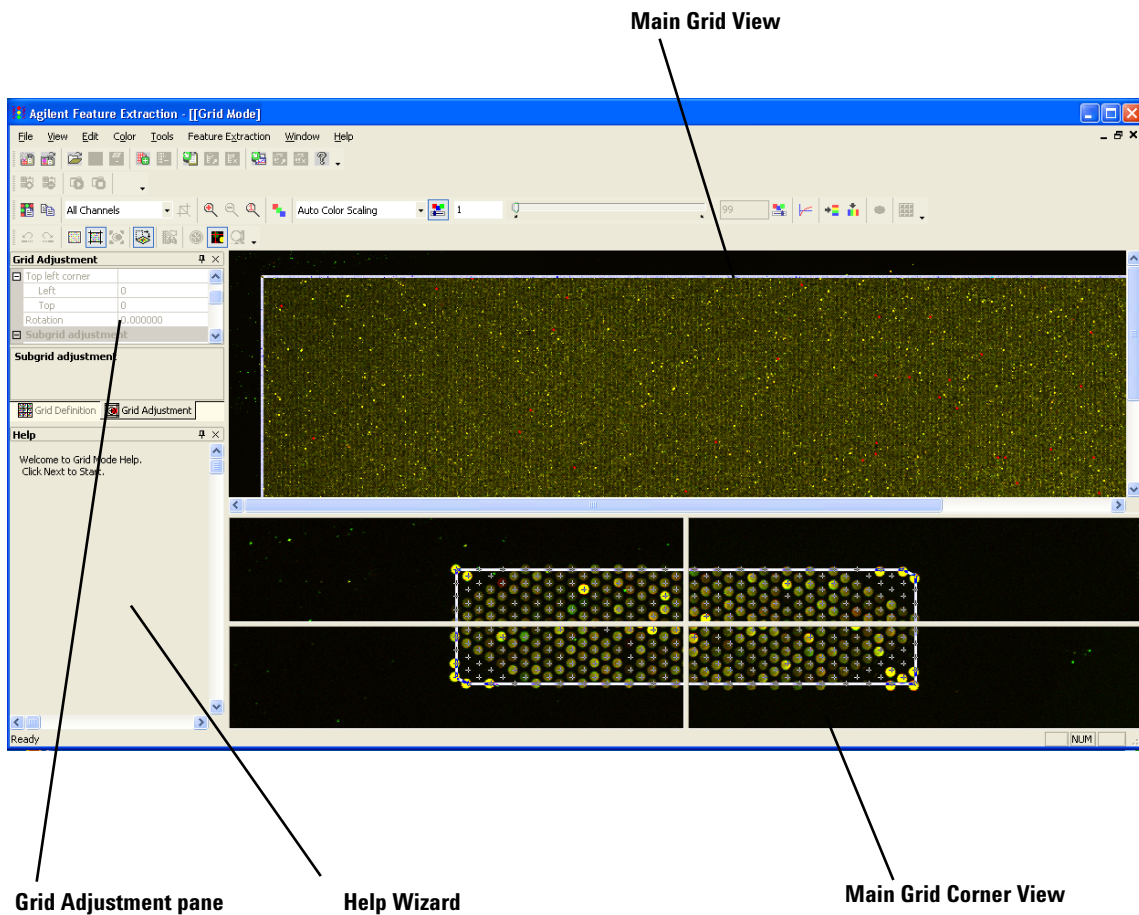 Main Grid View
Agilent Feature Extraction - [[Grid Mode]
File View Edit Color Tools Feature Extraction Window Help
All Channels
Auto Color Scaling
1
99
Grid Adjustment
Top left corner
Left 0
Top 0
Rotation 0.000000
Subgrid adjustment
Subgrid adjustment
Grid Definition
Grid Adjustment
Help
Welcome to Grid Mode Help.
Click Next to Start.
Ready
NUM
Grid Adjustment pane
Help Wizard
Main Grid Corner View